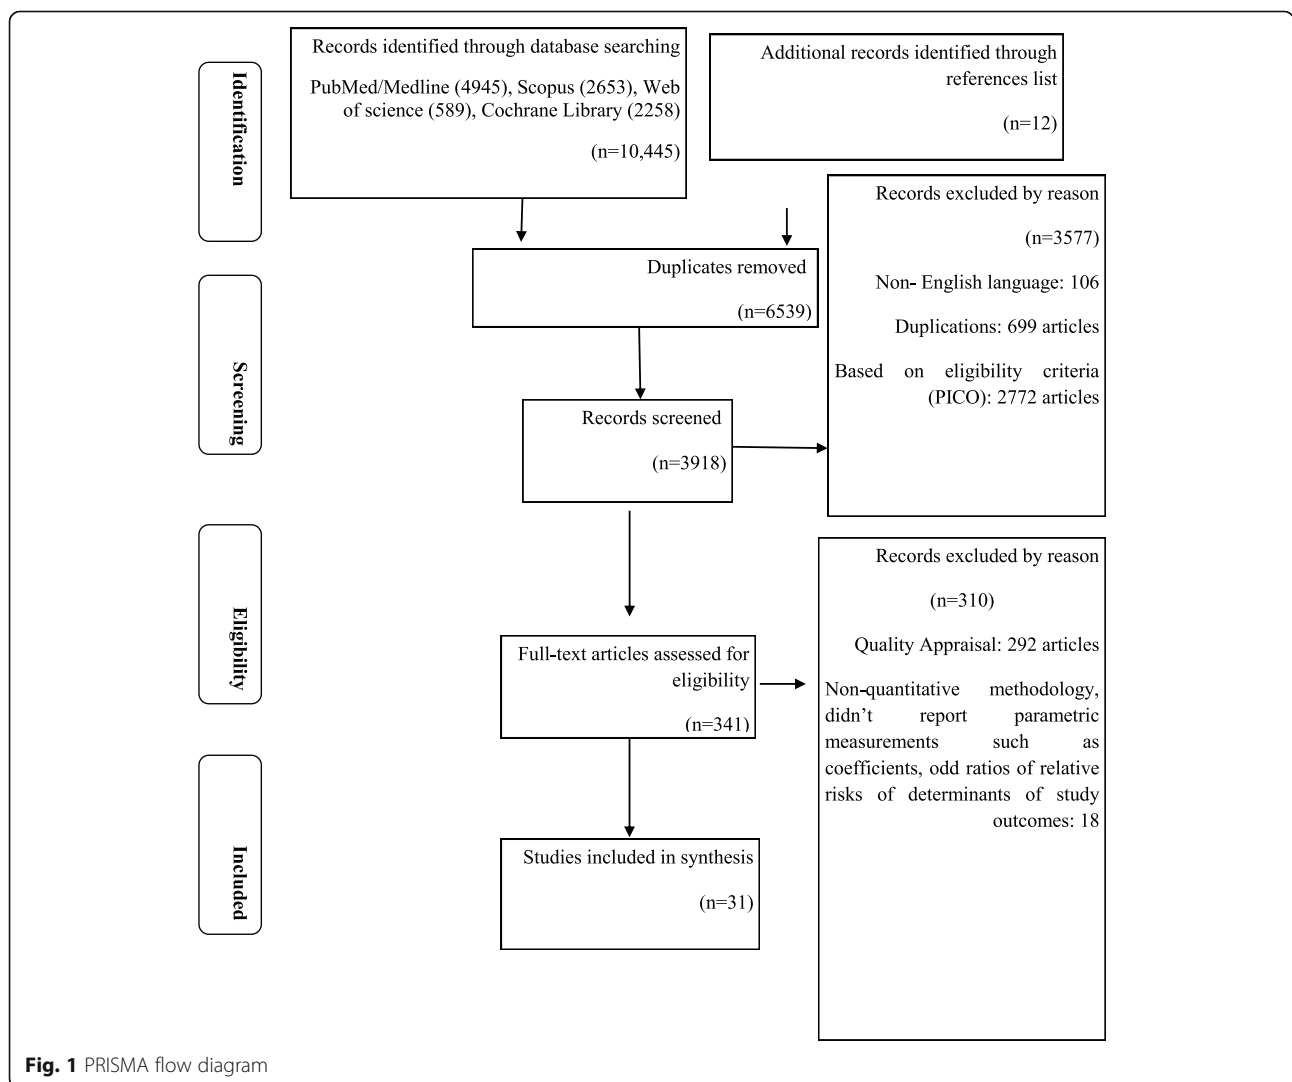 Records identified through database searching
PubMed/Medline (4945), Scopus (2653), Web
of science (589), Cochrane Library (2258)
(n=10,445)
Additional records identified through
references list
(n=12)
Identification
Records excluded by reason
(n=3577)
Non- English language: 106
Duplications: 699 articles
Based on eligibility criteria
(PICO): 2772 articles
Duplicates removed
(n=6539)
Screening
Records screened
(n=3918)
Eligibility
Full-text articles assessed for
eligibility
(n=341)
Records excluded by reason
(n=310)
Quality Appraisal: 292 articles
Non-quantitative methodology,
didn't report parametric
measurements such as
coefficients, odd ratios of relative
risks of determinants of study
outcomes: 18
Included
Studies included in synthesis
(n=31)
Fig. 1 PRISMA flow diagram